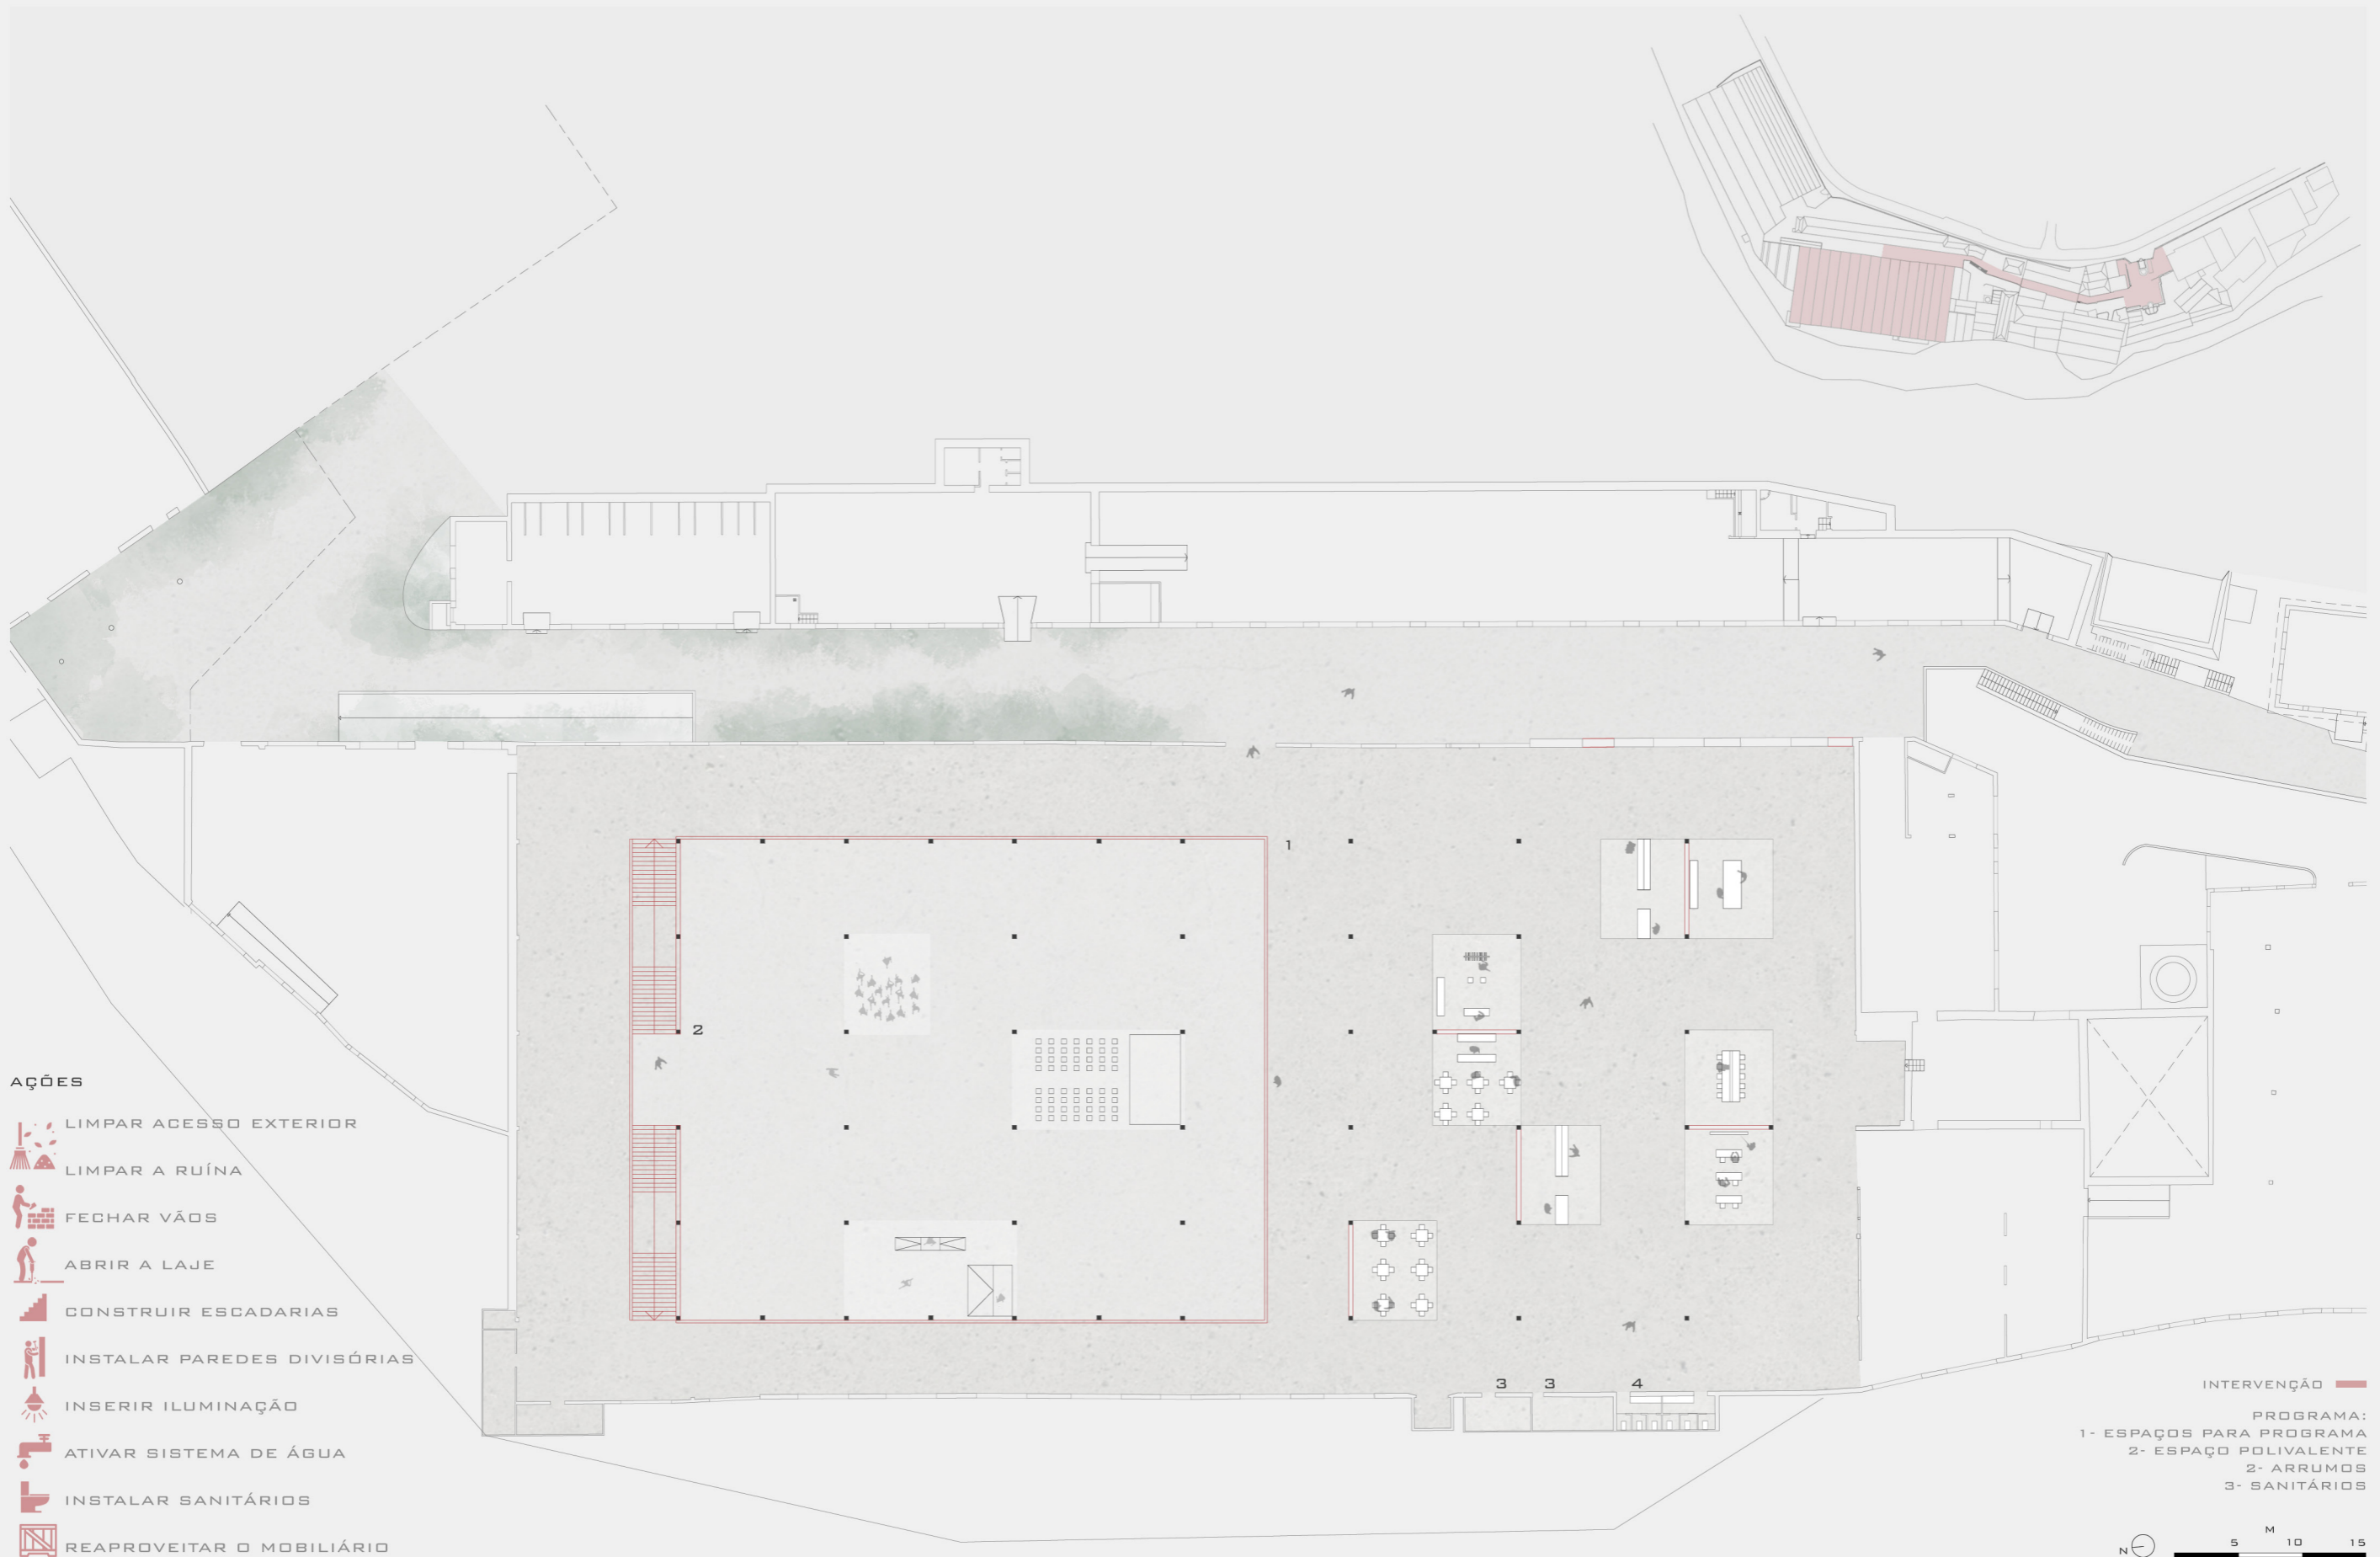 1
2
3
3
4
AÇÕES
LIMPAR ACESSO EXTERIOR
LIMPAR A RUÍNA
FECHAR VÃOS
ABRIR A LAJE
CONSTRUIR ESCADARIAS
INSTALAR PAREDES DIVISÓRIAS
INSERIR ILUMINAÇÃO
ATIVAR SISTEMA DE ÁGUA
INSTALAR SANITÁRIOS
REAPROVEITAR O MOBILIÁRIO
INTERVENÇÃO
PROGRAMA:
1- ESPAÇOS PARA PROGRAMA
2- ESPAÇO POLIVALENTE
2- ARRUMOS
3- SANITÁRIOS
N
M
5 10 15